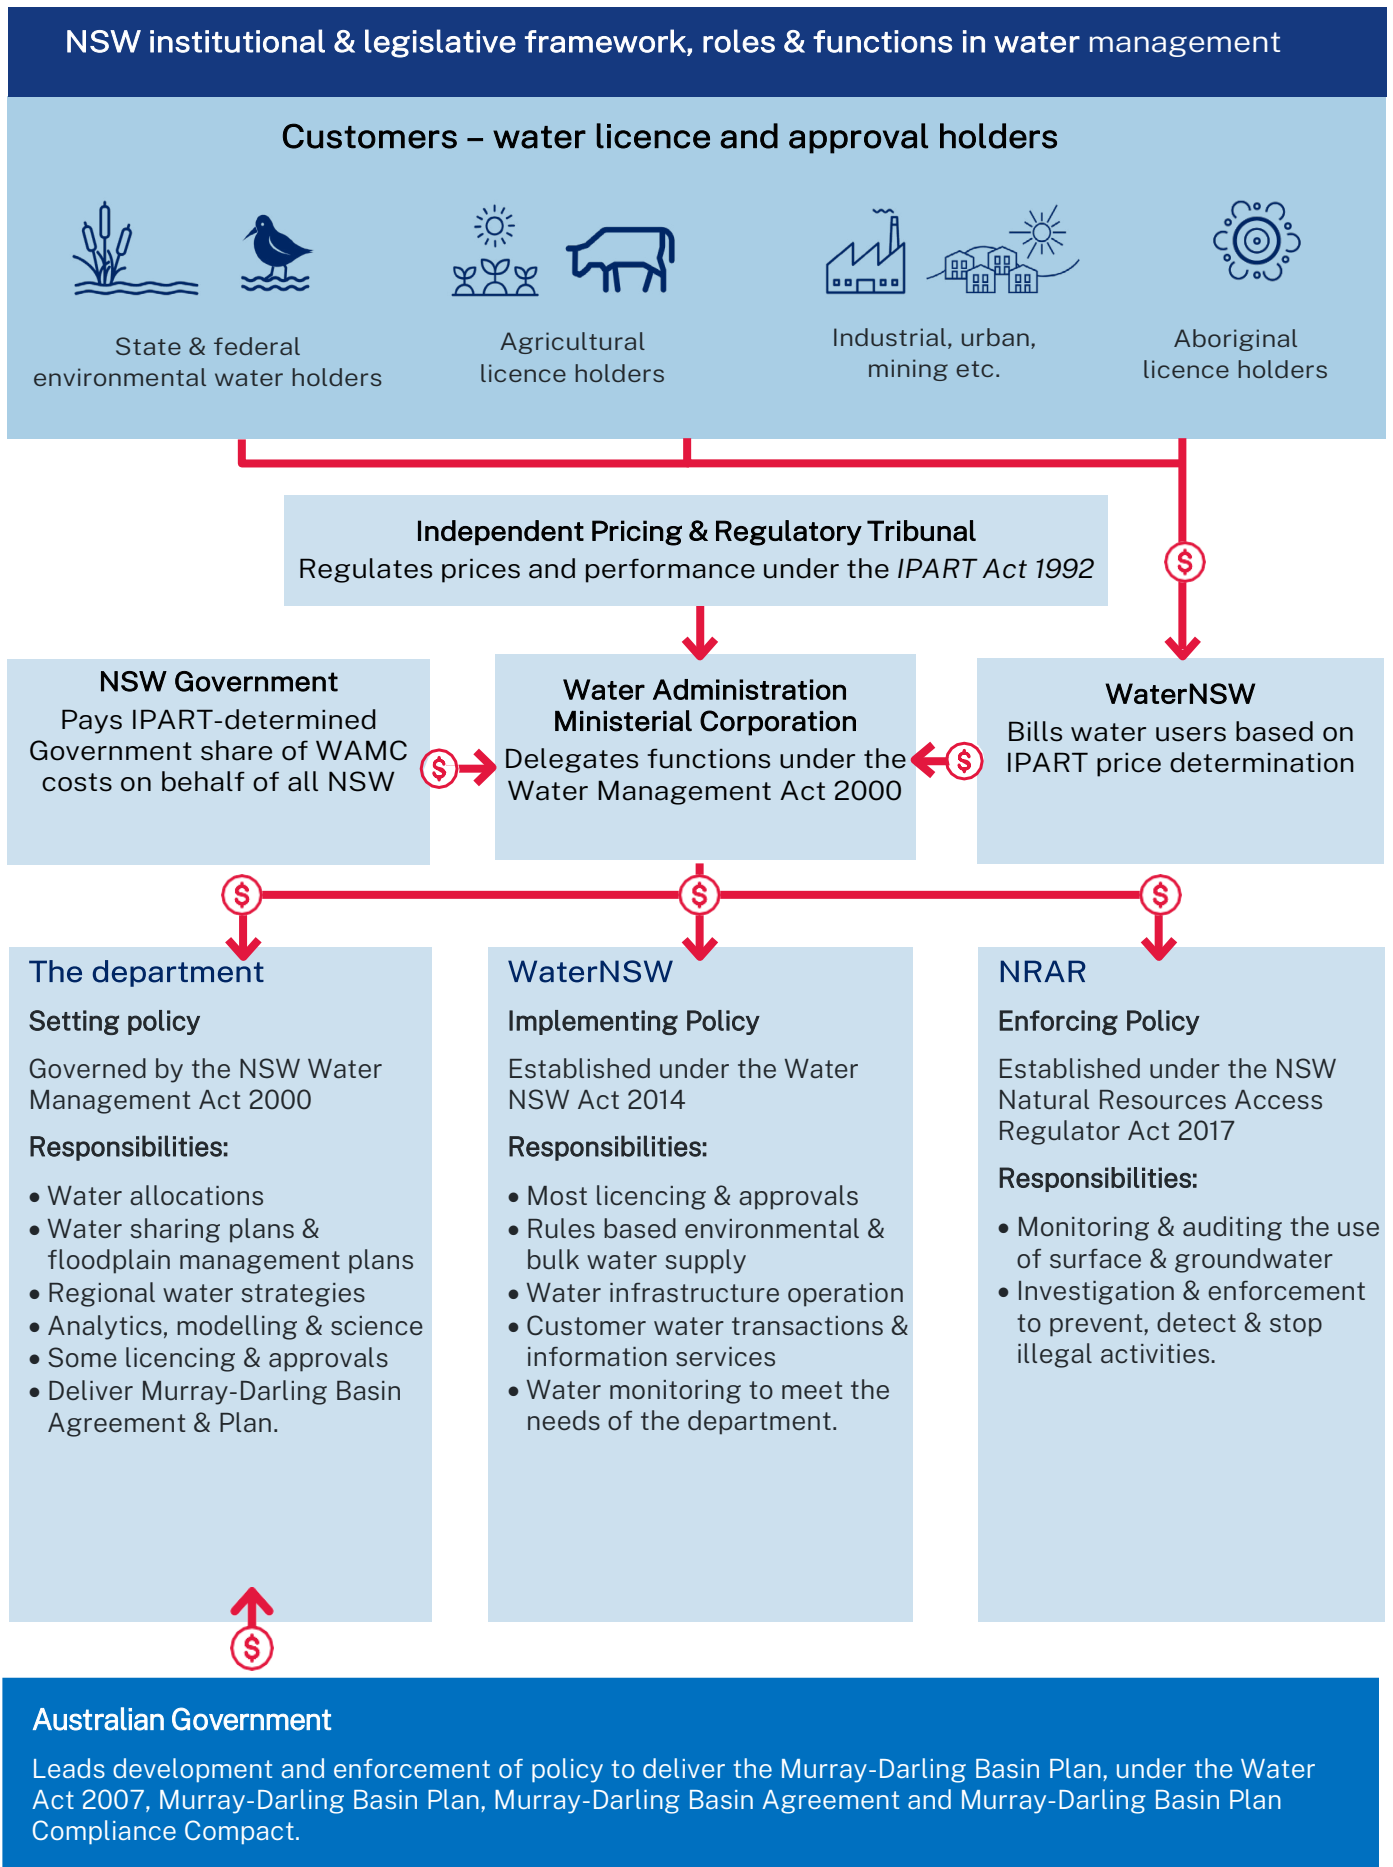 NSW institutional & legislative framework, roles & functions in water management
Customers – water licence and approval holders
State & federal
environmental water holders
Agricultural
licence holders
Industrial, urban,
mining etc.
Aboriginal
licence holders
Independent Pricing & Regulatory Tribunal
Regulates prices and performance under the IPART Act 1992
$
NSW Government
Pays IPART-determined
Government share of WAMC
costs on behalf of all NSW
$
Water Administration
Ministerial Corporation
Delegates functions under the
Water Management Act 2000
$
WaterNSW
Bills water users based on
IPART price determination
$
$
$
The department
Setting policy
Governed by the NSW Water
Management Act 2000
Responsibilities:
• Water allocations
• Water sharing plans &
floodplain management plans
• Regional water strategies
• Analytics, modelling & science
• Some licencing & approvals
• Deliver Murray-Darling Basin
Agreement & Plan.
WaterNSW
Implementing Policy
Established under the Water
NSW Act 2014
Responsibilities:
• Most licencing & approvals
• Rules based environmental &
bulk water supply
• Water infrastructure operation
• Customer water transactions &
information services
• Water monitoring to meet the
needs of the department.
NRAR
Enforcing Policy
Established under the NSW
Natural Resources Access
Regulator Act 2017
Responsibilities:
• Monitoring & auditing the use
of surface & groundwater
• Investigation & enforcement
to prevent, detect & stop
illegal activities.
$
Australian Government
Leads development and enforcement of policy to deliver the Murray-Darling Basin Plan, under the Water
Act 2007, Murray-Darling Basin Plan, Murray-Darling Basin Agreement and Murray-Darling Basin Plan
Compliance Compact.